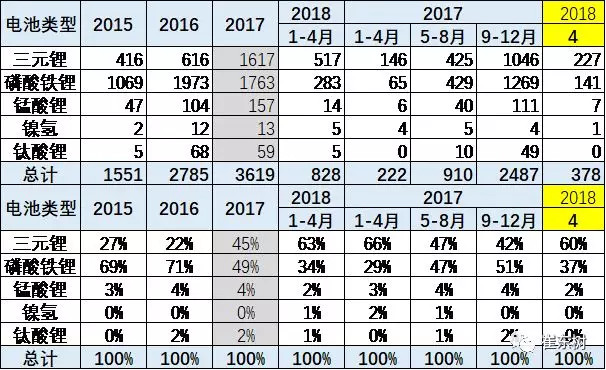 电池类型 2015 2016 2017 2018 2017 2018
1-4月 1-4月 5-8月 9-12月 4
三元锂 416 616 1617 517 146 425 1046 227
磷酸铁锂 1069 1973 1763 283 65 429 1269 141
锰酸锂 47 104 157 14 6 40 111 7
镍氢 2 12 13 5 4 5 4 1
钛酸锂 5 68 59 5 0 10 49 0
总计 1551 2785 3619 828 222 910 2487 378
电池类型 2015 2016 2017 2018 2017 2018
1-4月 1-4月 5-8月 9-12月 4
三元锂 27% 22% 45% 63% 66% 47% 42% 60%
磷酸铁锂 69% 71% 49% 34% 29% 47% 51% 37%
锰酸锂 3% 4% 4% 2% 3% 4% 4% 2%
镍氢 0% 0% 0% 1% 2% 1% 0% 0%
钛酸锂 0% 2% 2% 1% 0% 1% 2% 0%
崔东树
总计 100% 100% 100% 100% 100% 100% 100% 100%